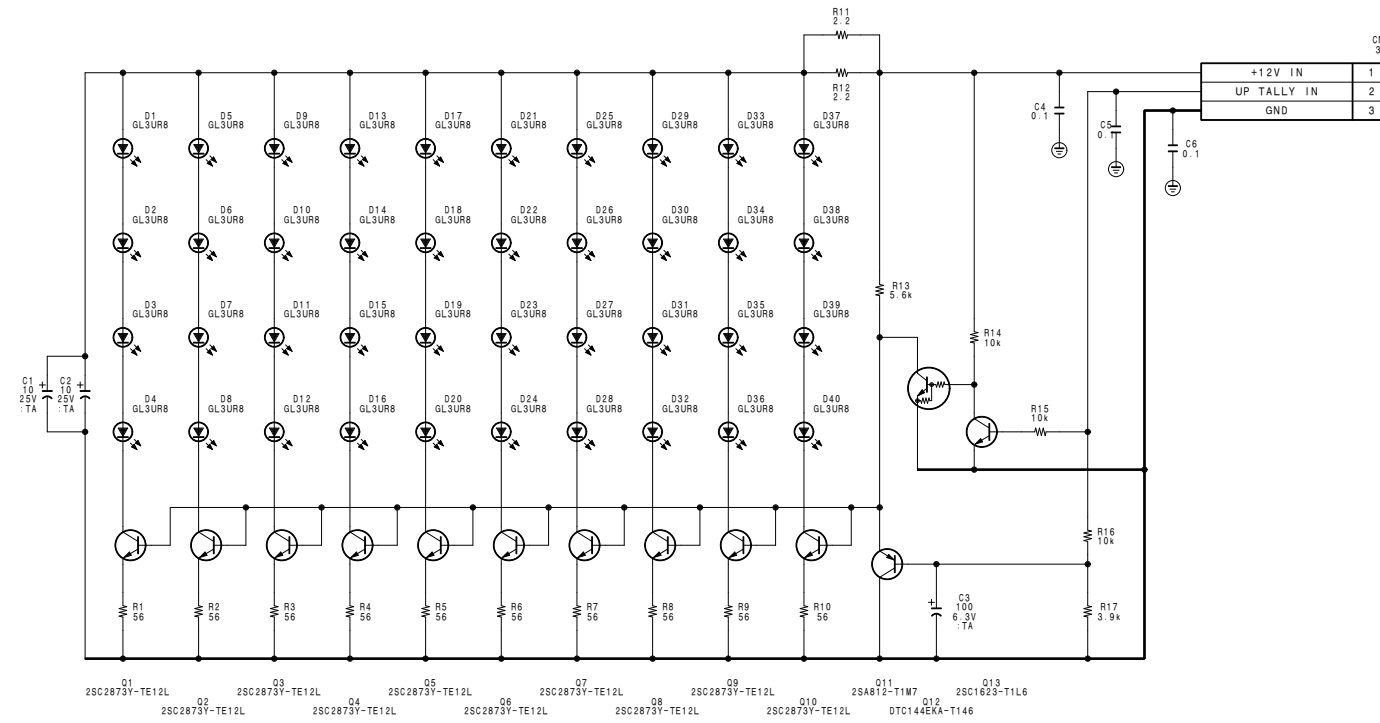 R11
2.2
R12
2.2
+12V IN 1
UP TALLY IN 2
GND 3
C4
0.1
C5
0.1
C6
0.1
D1
GL3UR8
D5
GL3UR8
D9
GL3UR8
D13
GL3UR8
D17
GL3UR8
D21
GL3UR8
D25
GL3UR8
D29
GL3UR8
D33
GL3UR8
D37
GL3UR8
D2
GL3UR8
D6
GL3UR8
D10
GL3UR8
D14
GL3UR8
D18
GL3UR8
D22
GL3UR8
D26
GL3UR8
D30
GL3UR8
D34
GL3UR8
D38
GL3UR8
R13
5.6k
D3
GL3UR8
D7
GL3UR8
D11
GL3UR8
D15
GL3UR8
D19
GL3UR8
D23
GL3UR8
D27
GL3UR8
D31
GL3UR8
D35
GL3UR8
D39
GL3UR8
R14
10k
C1
10
25V
:TA
C2
10
25V
:TA
D4
GL3UR8
D8
GL3UR8
D12
GL3UR8
D16
GL3UR8
D20
GL3UR8
D24
GL3UR8
D28
GL3UR8
D32
GL3UR8
D36
GL3UR8
D40
GL3UR8
R15
10k
R16
10k
R1
56
R2
56
R3
56
R4
56
R5
56
R6
56
R7
56
R8
56
R9
56
R10
56
C3
100
6.3V
:TA
R17
3.9k
Q1
2SC2873Y-TE12L
Q2
2SC2873Y-TE12L
Q3
2SC2873Y-TE12L
Q4
2SC2873Y-TE12L
Q5
2SC2873Y-TE12L
Q6
2SC2873Y-TE12L
Q7
2SC2873Y-TE12L
Q8
2SC2873Y-TE12L
Q9
2SC2873Y-TE12L
Q10
2SC2873Y-TE12L
Q11
2SA812-T1M7
Q12
DTC144EKA-T146
Q13
2SC1623-T1L6